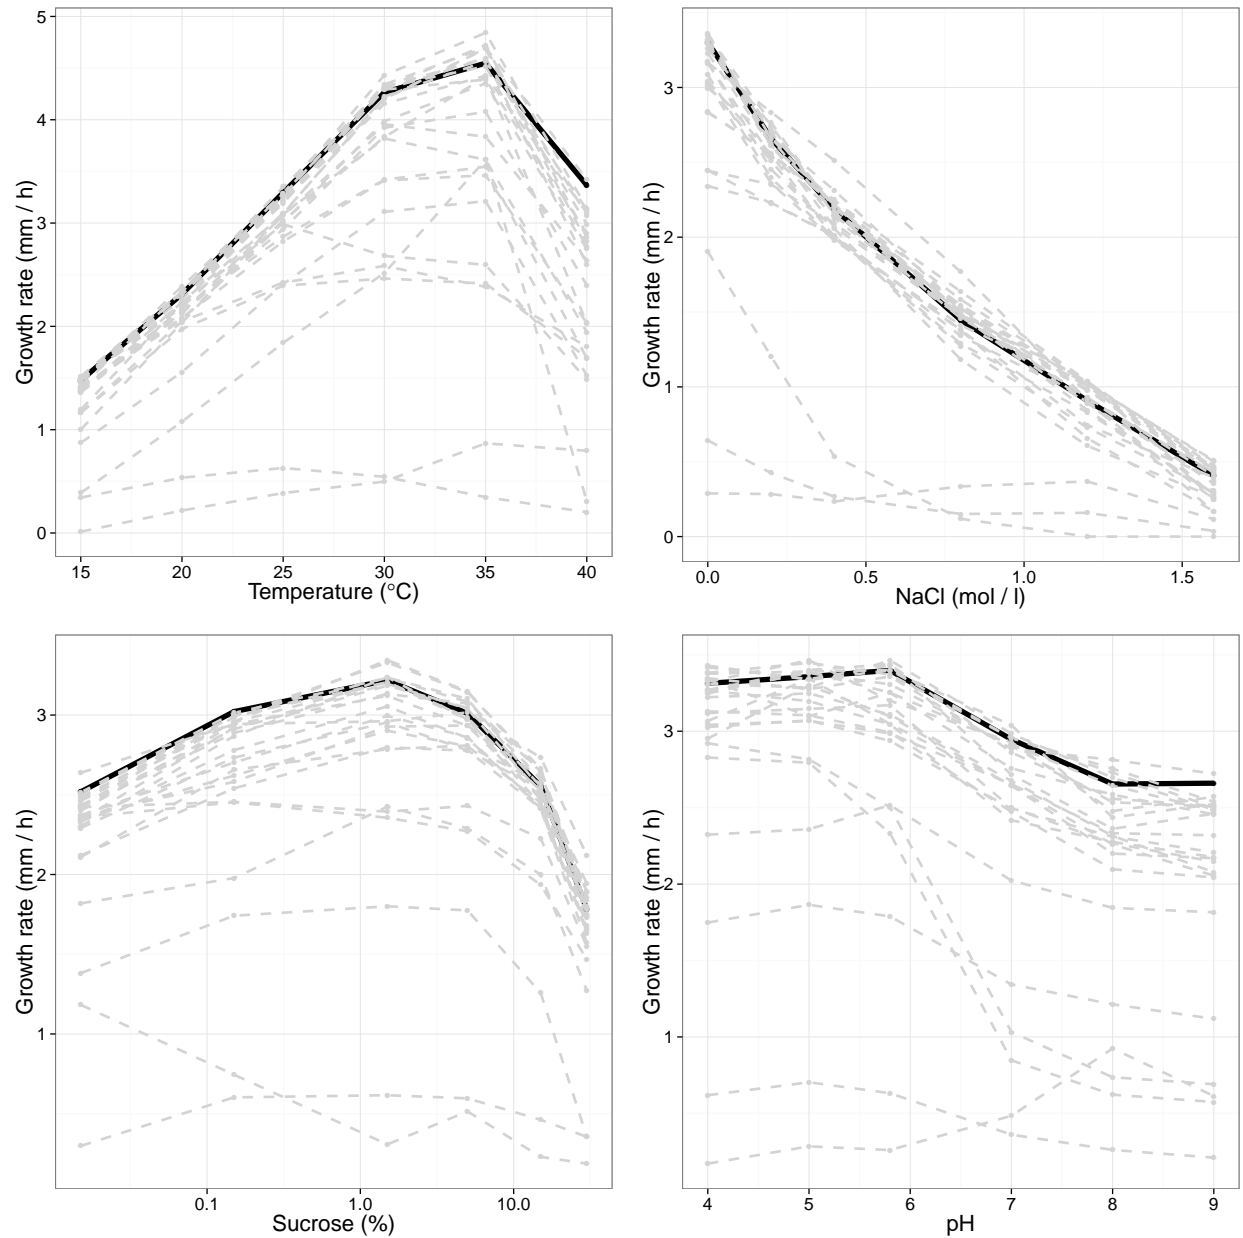 5
4
3
2
1
0
Growth rate (mm / h)
15 20 25 30 35 40
Temperature (°C)
3
2
1
0
Growth rate (mm / h)
0.0 0.5 1.0 1.5
NaCl (mol / l)
3
2
1
Growth rate (mm / h)
0.1 1.0 10.0
Sucrose (%)
3
2
1
Growth rate (mm / h)
4 5 6 7 8 9
pH